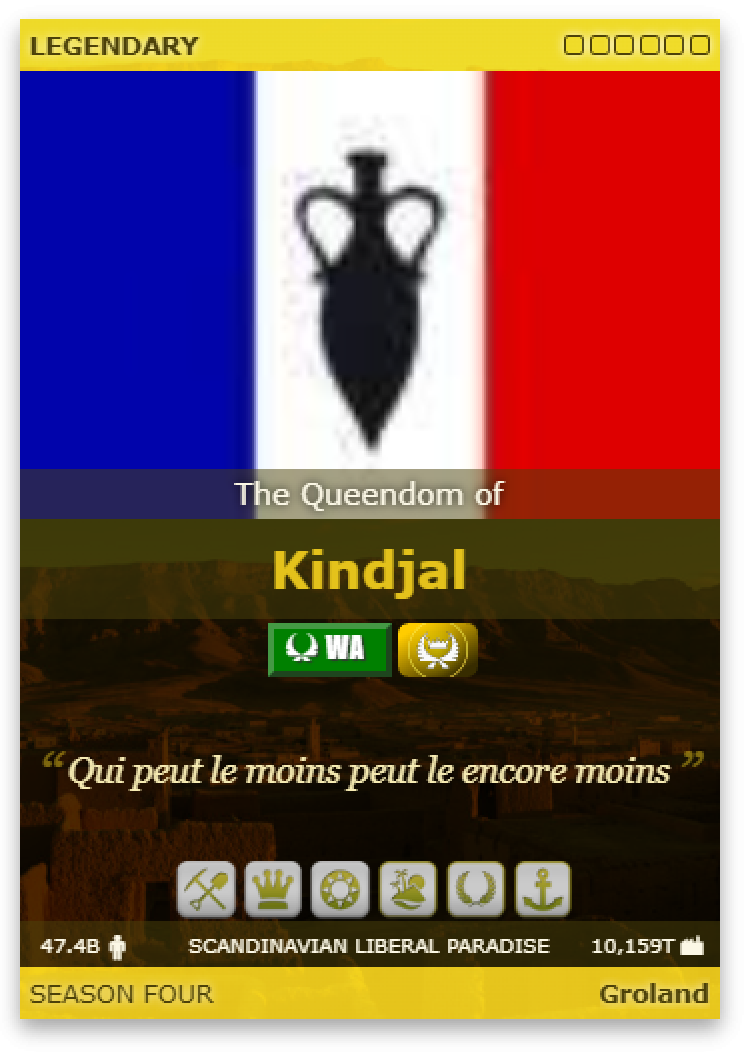 LEGENDARY
The Queendom of
Kindjal
WA
“Qui peut le moins peut le encore moins”
47.4B SCANDINAVIAN LIBERAL PARADISE 10,159T
SEASON FOUR Groland